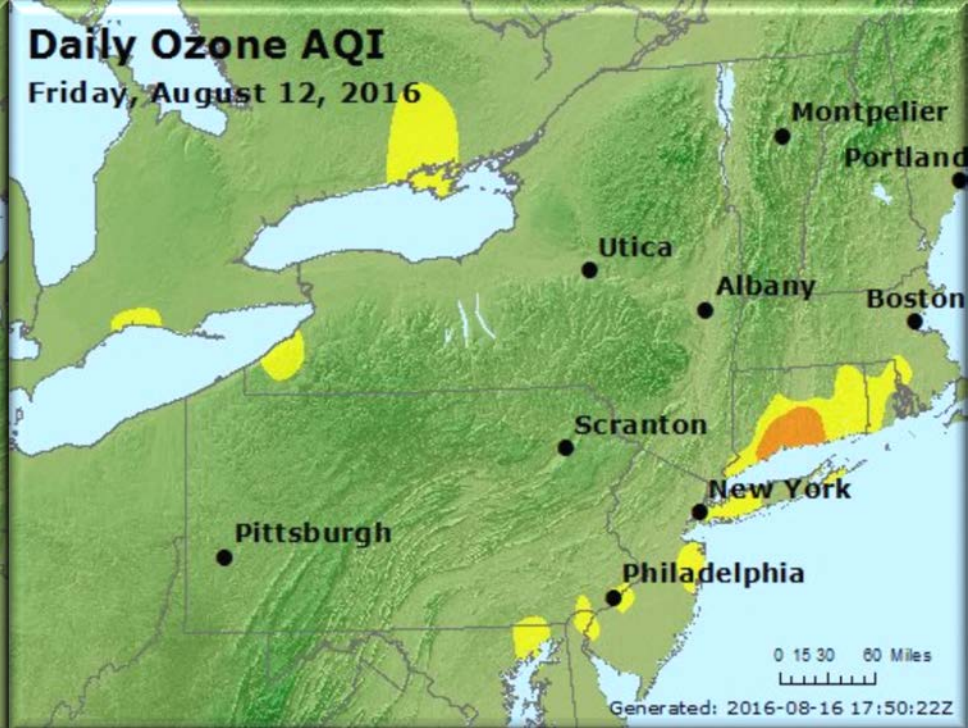 Daily Ozone AQI
Friday, August 12, 2016
Montpelier
Portland
Utica
Albany
Boston
Scranton
New York
Pittsburgh
Philadelphia
0 15 30 60 Miles
Generated: 2016-08-16 17:50:22Z